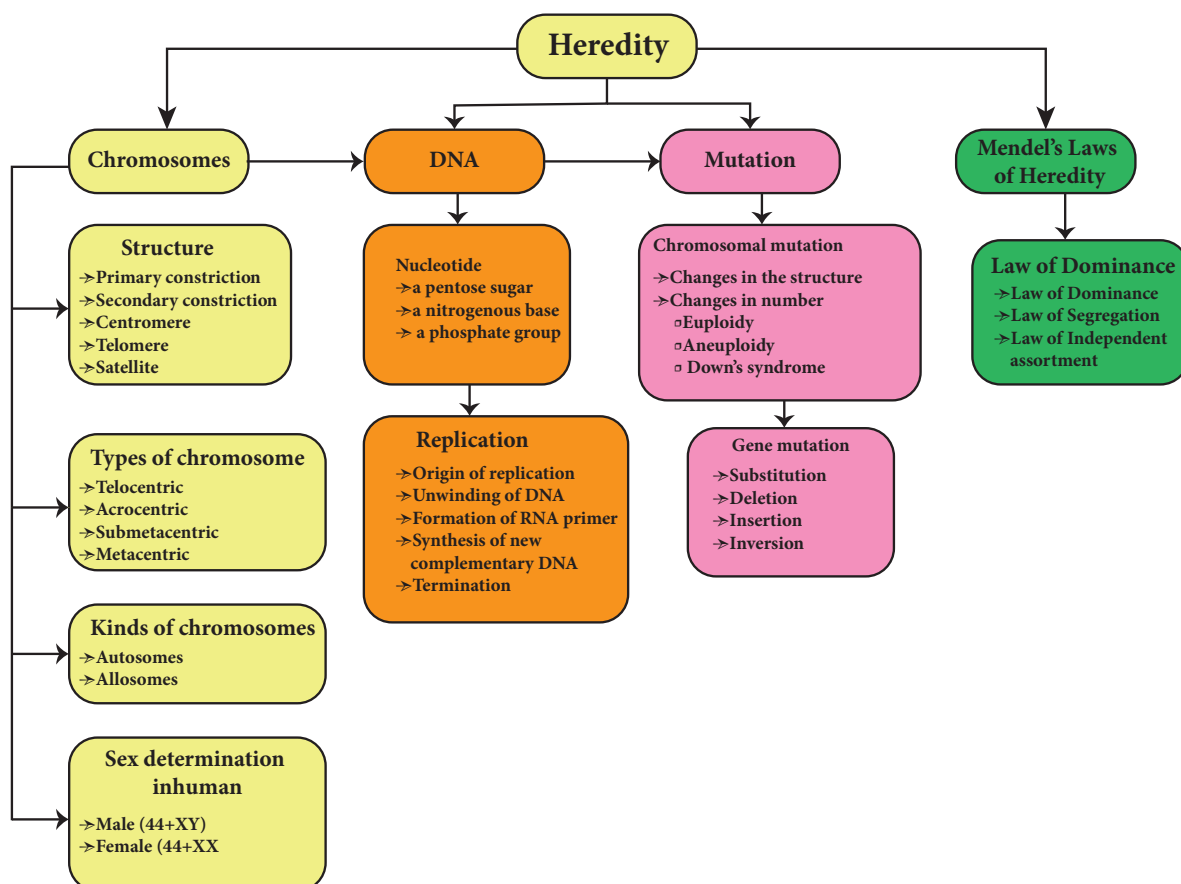 Heredity
Chromosomes
DNA
Mutation
Mendel's Laws
of Heredity
Structure
➔Primary constriction
➔Secondary constriction
➔Centromere
➔Telomere
➔Satellite
Types of chromosome
➔Telocentric
➔Acrocentric
➔Submetacentric
➔Metacentric
Kinds of chromosomes
➔Autosomes
➔Allosomes
Sex determination
inhuman
➔Male (44+XY)
➔Female (44+XX
Nucleotide
➔a pentose sugar
➔a nitrogenous base
➔ a phosphate group
Replication
➔Origin of replication
➔Unwinding of DNA
➔Formation of RNA primer
➔Synthesis of new
complementary DNA
➔Termination
Chromosomal mutation
➔Changes in the structure
➔Changes in number
▫Euploidy
▫Aneuploidy
▫ Down's syndrome
Gene mutation
➔Substitution
➔Deletion
➔Insertion
➔Inversion
Law of Dominance
➔Law of Dominance
➔Law of Segregation
➔Law of Independent
assortment